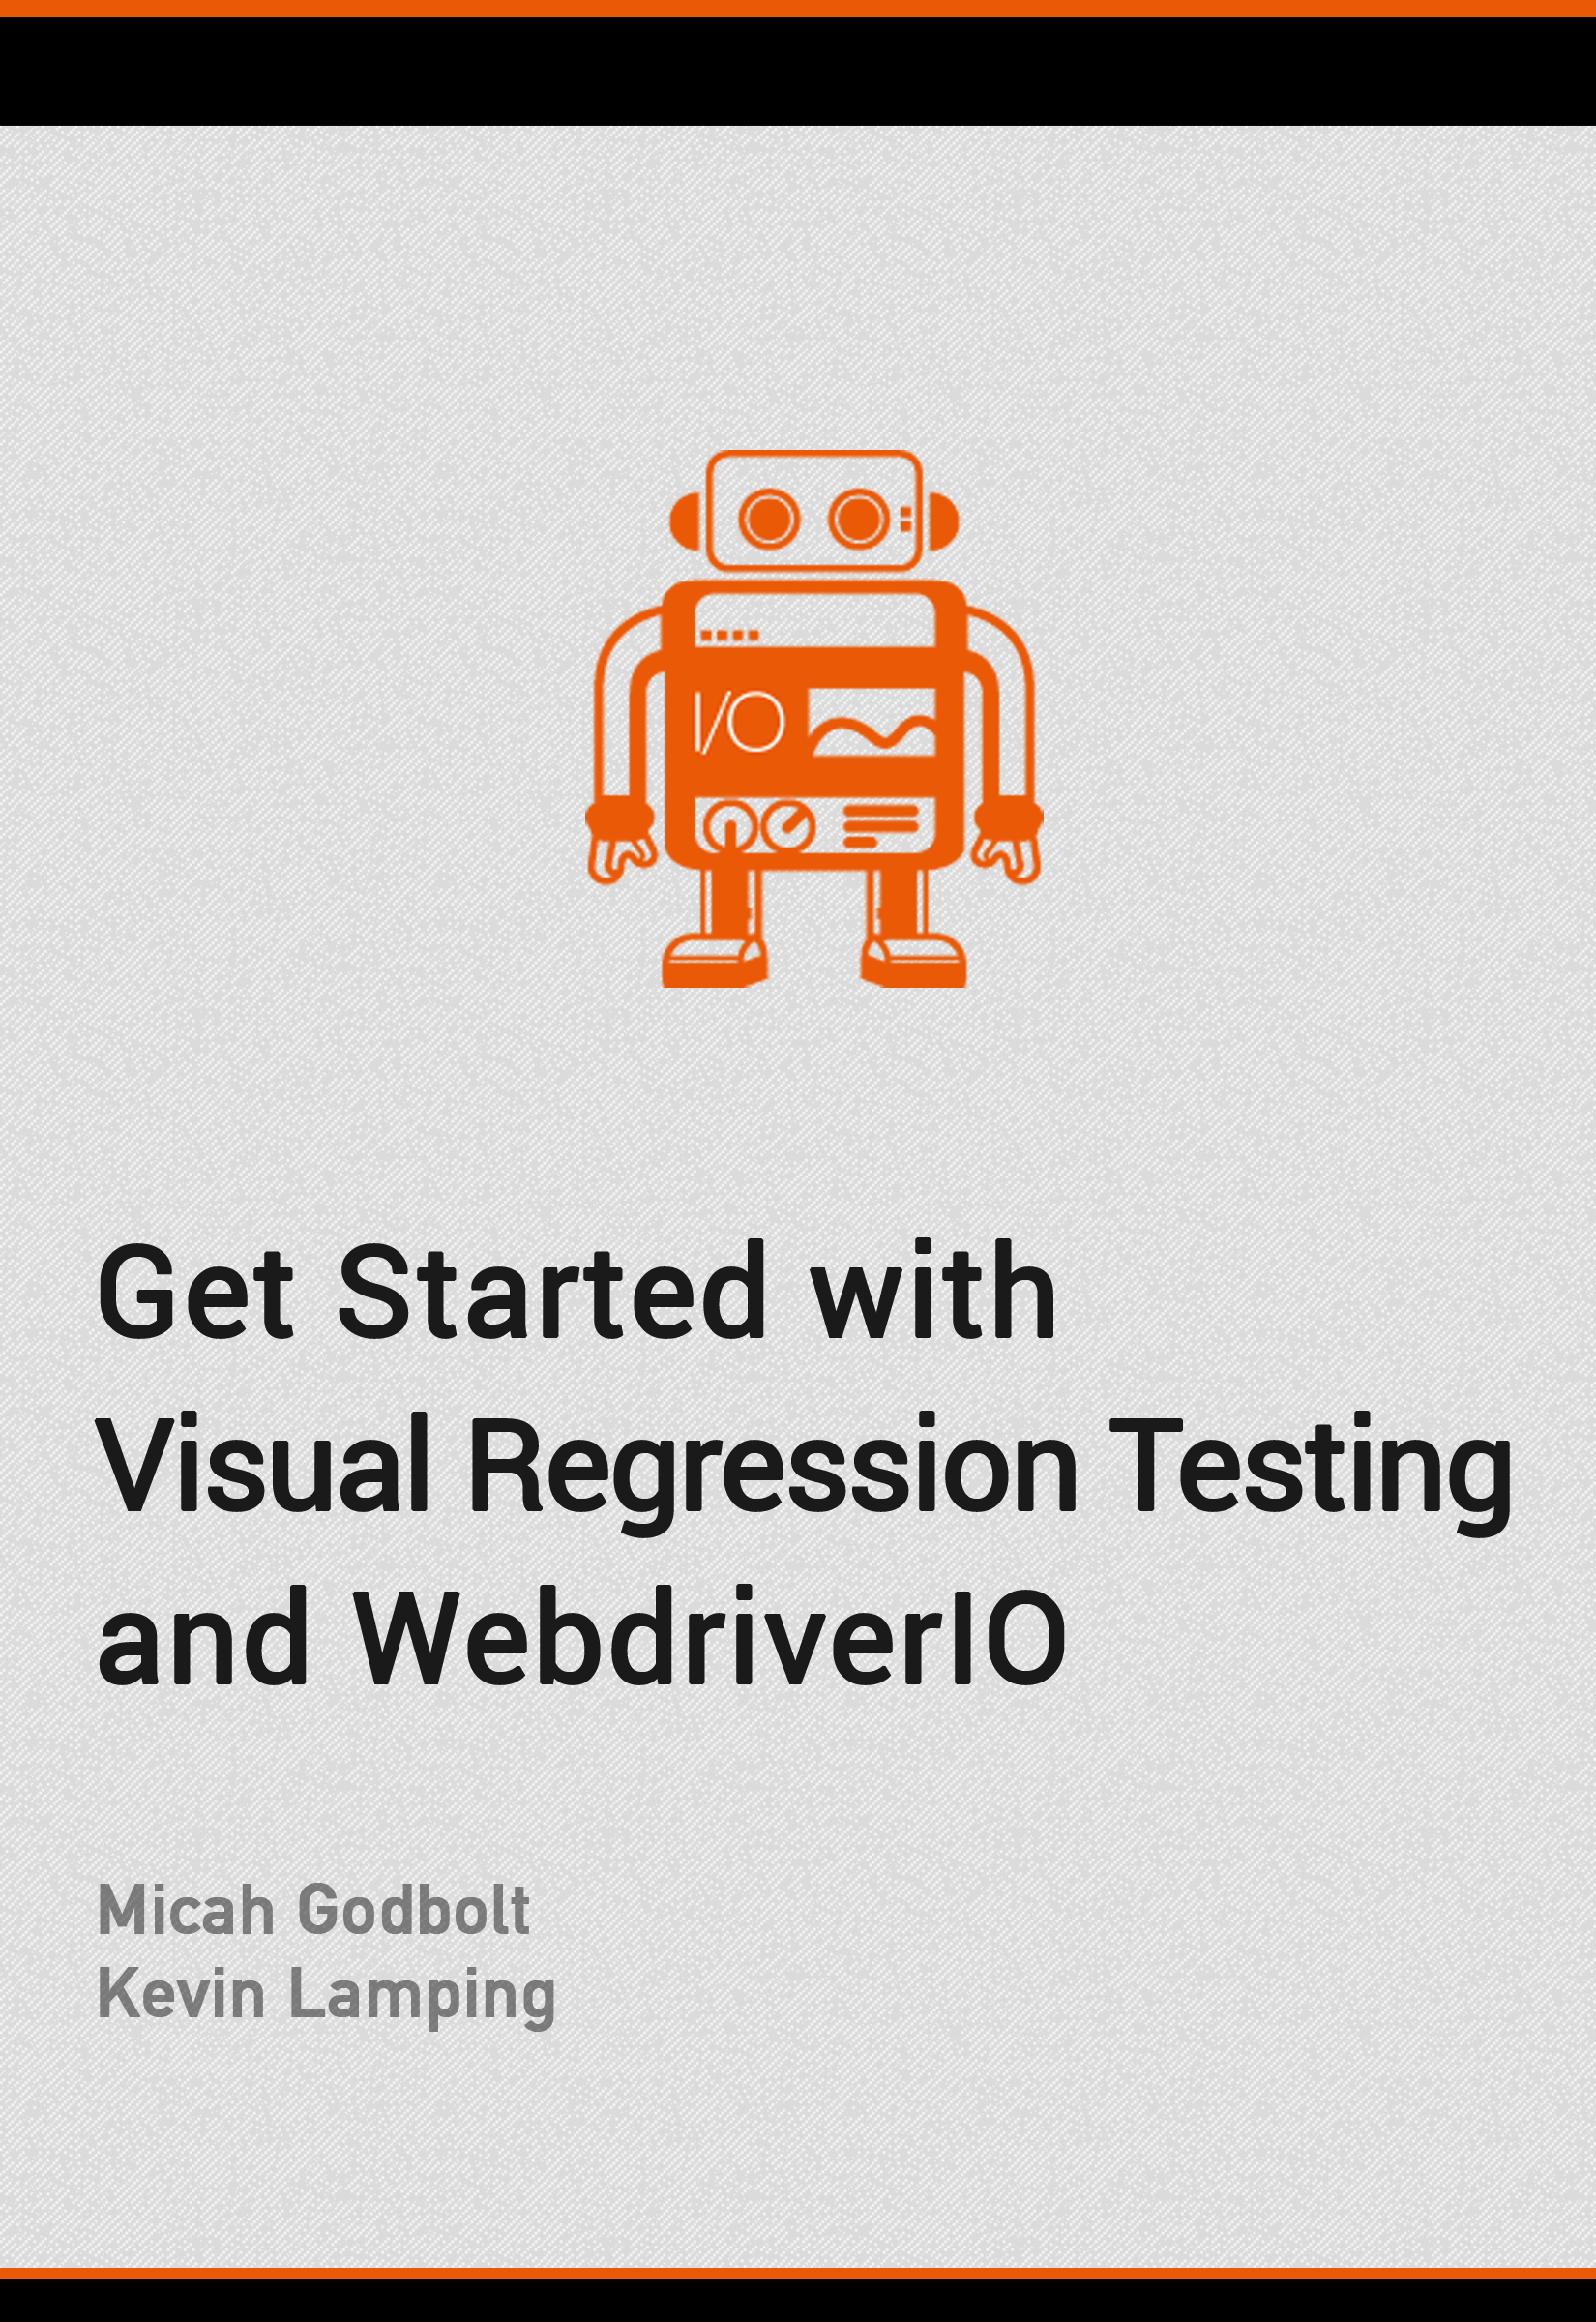 I/O
Get Started with
Visual Regression Testing
and WebdriverIO
Micah Godbolt
Kevin Lamping